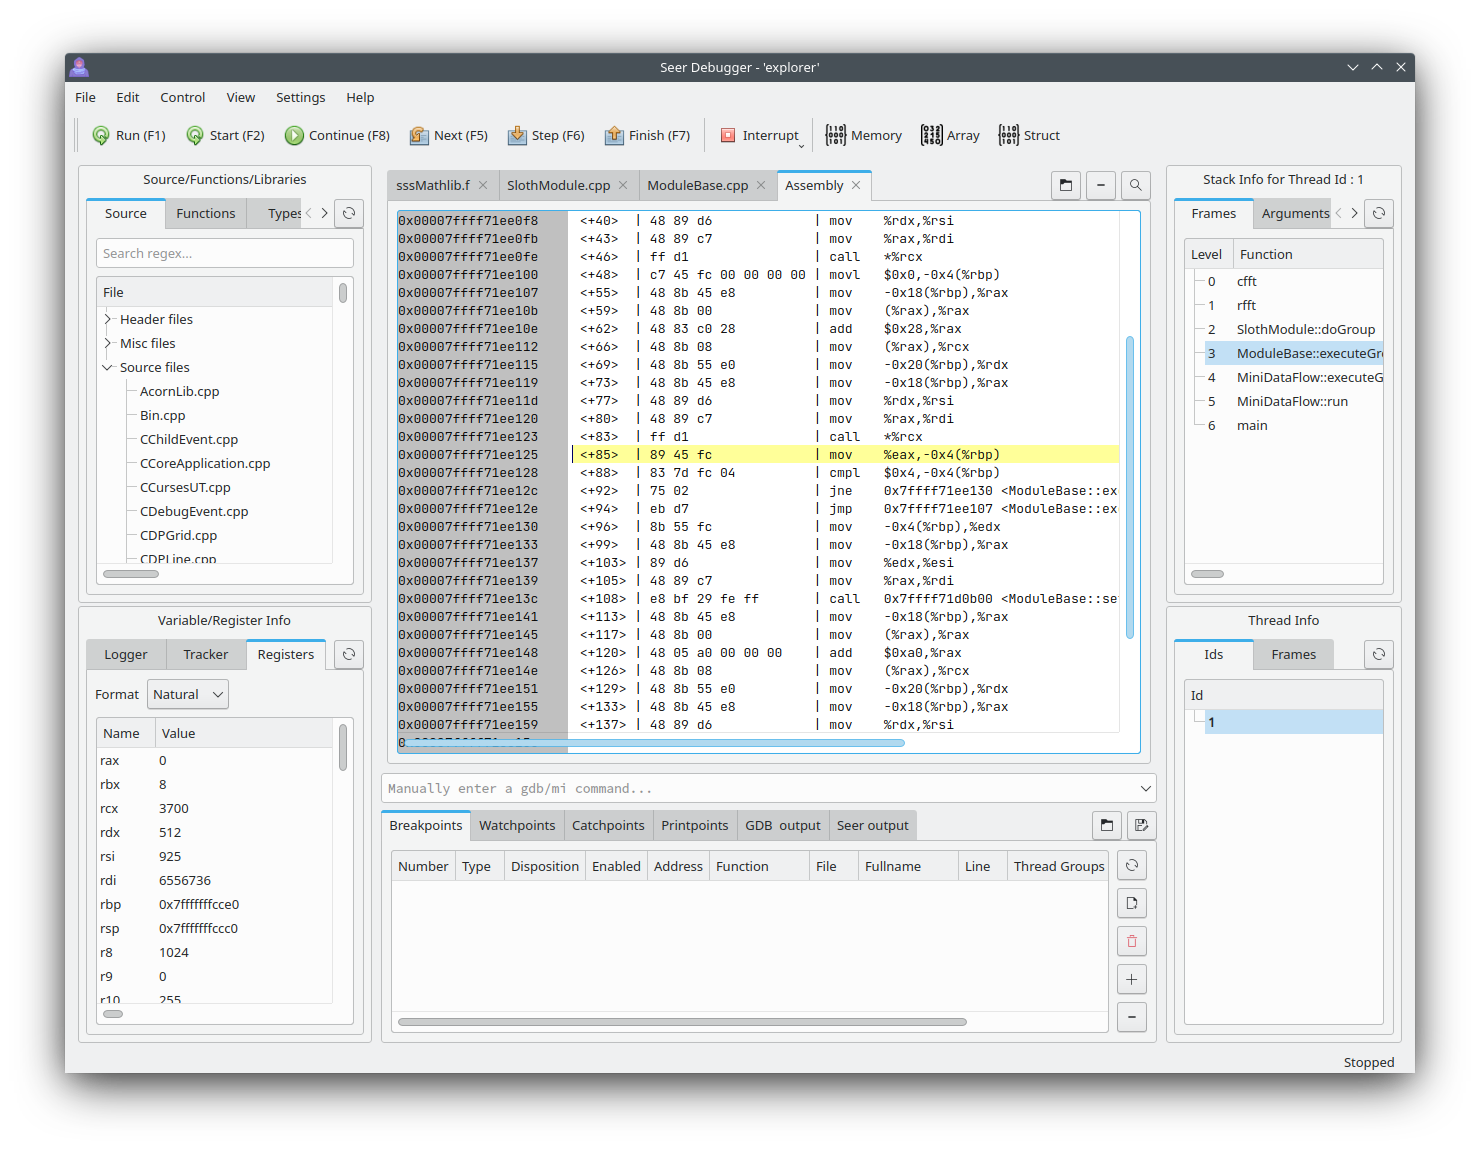 Seer Debugger - 'explorer'
File Edit Control View Settings Help
Run (F1) Start (F2) Continue (F8) Next (F5) Step (F6) Finish (F7) Interrupt Memory Array Struct
Source/Functions/Libraries
Source Functions Types
Search regex...
File
Header files
Misc files
Source files
AcornLib.cpp
Bin.cpp
CChildEvent.cpp
CCoreApplication.cpp
CCursesUT.cpp
CDebugEvent.cpp
CDPGrid.cpp
CDPLine.cpp
Variable/Register Info
Logger Tracker Registers
Format Natural
Name Value
rax 0
rbx 8
rcx 3700
rdx 512
rsi 925
rdi 6556736
rbp 0x7fffffffcce0
rsp 0x7fffffffccc0
r8 1024
r9 0
r10 255
sssMathlib.f SlothModule.cpp ModuleBase.cpp Assembly
0x00007ffff71ee0f8 <+40> | 48 89 d6 | mov %rdx,%rsi
0x00007ffff71ee0fb <+43> | 48 89 c7 | mov %rax,%rdi
0x00007ffff71ee0fe <+46> | ff d1 | call *%rcx
0x00007ffff71ee100 <+48> | c7 45 fc 00 00 00 00 | movl $0x0,-0x4(%rbp)
0x00007ffff71ee107 <+55> | 48 8b 45 e8 | mov -0x18(%rbp),%rax
0x00007ffff71ee10b <+59> | 48 8b 00 | mov (%rax),%rax
0x00007ffff71ee10e <+62> | 48 83 c0 28 | add $0x28,%rax
0x00007ffff71ee112 <+66> | 48 8b 08 | mov (%rax),%rcx
0x00007ffff71ee115 <+69> | 48 8b 55 e0 | mov -0x20(%rbp),%rdx
0x00007ffff71ee119 <+73> | 48 8b 45 e8 | mov -0x18(%rbp),%rax
0x00007ffff71ee11d <+77> | 48 89 d6 | mov %rdx,%rsi
0x00007ffff71ee120 <+80> | 48 89 c7 | mov %rax,%rdi
0x00007ffff71ee123 <+83> | ff d1 | call *%rcx
0x00007ffff71ee125 <+85> | 89 45 fc | mov %eax,-0x4(%rbp)
0x00007ffff71ee128 <+88> | 83 7d fc 04 | cmpl $0x4,-0x4(%rbp)
0x00007ffff71ee12c <+92> | 75 02 | jne 0x7ffff71ee130 <ModuleBase::ex
0x00007ffff71ee12e <+94> | eb d7 | jmp 0x7ffff71ee107 <ModuleBase::ex
0x00007ffff71ee130 <+96> | 8b 55 fc | mov -0x4(%rbp),%edx
0x00007ffff71ee133 <+99> | 48 8b 45 e8 | mov -0x18(%rbp),%rax
0x00007ffff71ee137 <+103> | 89 d6 | mov %edx,%esi
0x00007ffff71ee139 <+105> | 48 89 c7 | mov %rax,%rdi
0x00007ffff71ee13c <+108> | e8 bf 29 fe ff | call 0x7ffff71d0b00 <ModuleBase::se
0x00007ffff71ee141 <+113> | 48 8b 45 e8 | mov -0x18(%rbp),%rax
0x00007ffff71ee145 <+117> | 48 8b 00 | mov (%rax),%rax
0x00007ffff71ee148 <+120> | 48 05 a0 00 00 00 | add $0xa0,%rax
0x00007ffff71ee14e <+126> | 48 8b 08 | mov (%rax),%rcx
0x00007ffff71ee151 <+129> | 48 8b 55 e0 | mov -0x20(%rbp),%rdx
0x00007ffff71ee155 <+133> | 48 8b 45 e8 | mov -0x18(%rbp),%rax
0x00007ffff71ee159 <+137> | 48 89 d6 | mov %rdx,%rsi
Manually enter a gdb/mi command...
Breakpoints Watchpoints Catchpoints Printpoints GDB output Seer output
Number Type Disposition Enabled Address Function File Fullname Line Thread Groups
Stack Info for Thread Id : 1
Frames Arguments
Level Function
0 cfft
1 rfft
2 SlothModule::doGroup
3 ModuleBase::executeGr
4 MiniDataFlow::executeG
5 MiniDataFlow::run
6 main
Thread Info
Ids Frames
Id
1
Stopped